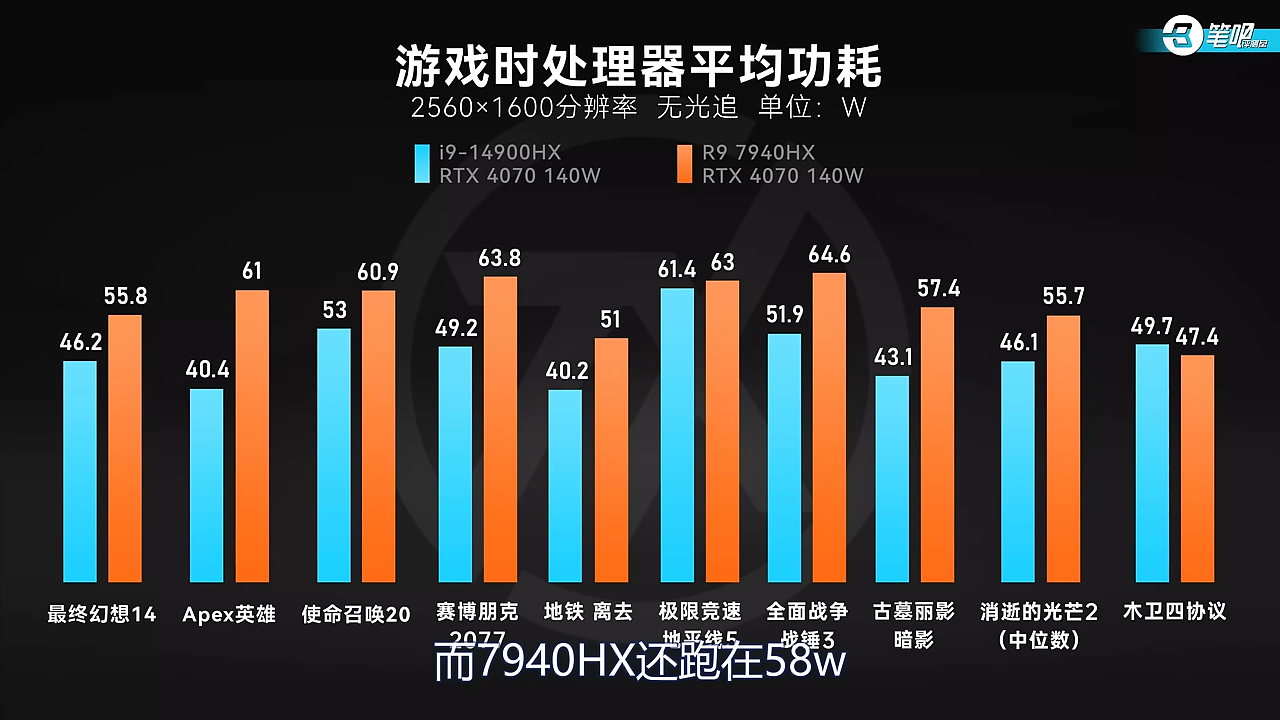 笔吧评测室
游戏时处理器平均功耗
2560×1600分辨率 无光追 单位：W
i9-14900HX
RTX 4070 140W
R9 7940HX
RTX 4070 140W
46.2 55.8
40.4 61
53 60.9
49.2 63.8
40.2 51
61.4 63
51.9 64.6
43.1 57.4
46.1 55.7
49.7 47.4
最终幻想14
Apex英雄
使命召唤20
赛博朋克
2077
地铁 离去
极限竞速
地平线5
全面战争
战锤3
古墓丽影
暗影
消逝的光芒2
（中位数）
木卫四协议
而7940HX还跑在58w